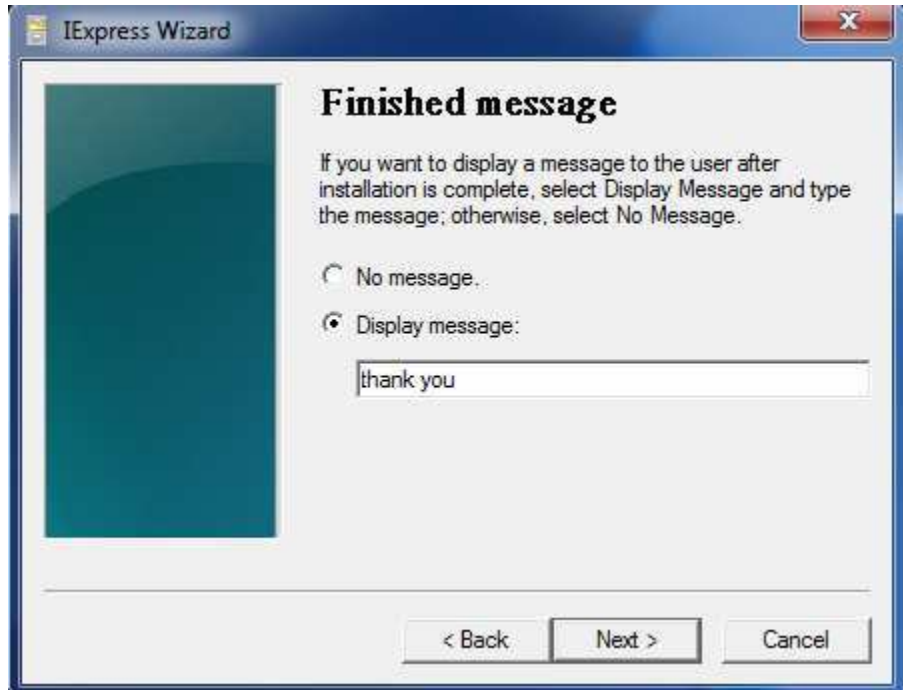 IExpress Wizard
Finished message
If you want to display a message to the user after
installation is complete, select Display Message and type
the message; otherwise, select No Message.
No message.
Display message:
thank you
< Back Next > Cancel